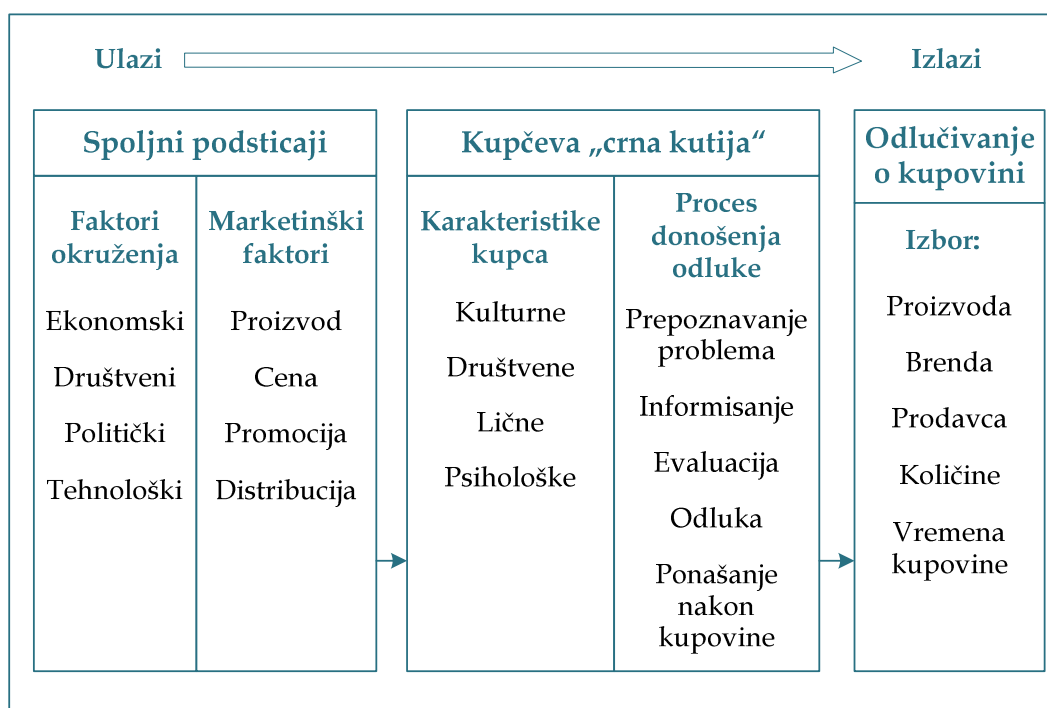 Ulazi
Izlazi
Spoljni podsticaji
Faktori
okruženja
Ekonomski
Društveni
Politički
Tehnološki
Marketinški
faktori
Proizvod
Cena
Promocija
Distribucija
Kupčeva „crna kutija“
Karakteristike
kupca
Kulturne
Društvene
Lične
Psihološke
Proces
donošenja
odluke
Prepoznavanje
problema
Informisanje
Evaluacija
Odluka
Ponašanje
nakon
kupovine
Odlučivanje
o kupovini
Izbor:
Proizvoda
Brenda
Prodavca
Količine
Vremena
kupovine